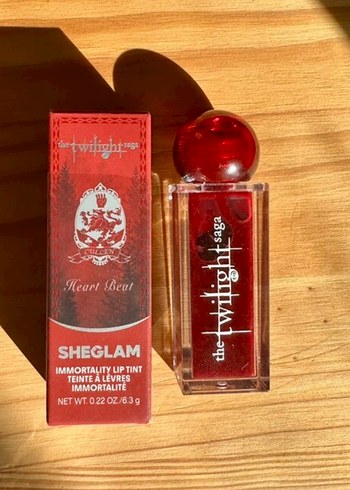 the twilight saga
CULLEN
Heart Beat
SHEGLAM
IMMORTALITY LIP TINT
TEINTE À LÈVRES
IMMORTALITÉ
NET WT. 0.22 OZ./6.3 g
the twilight saga